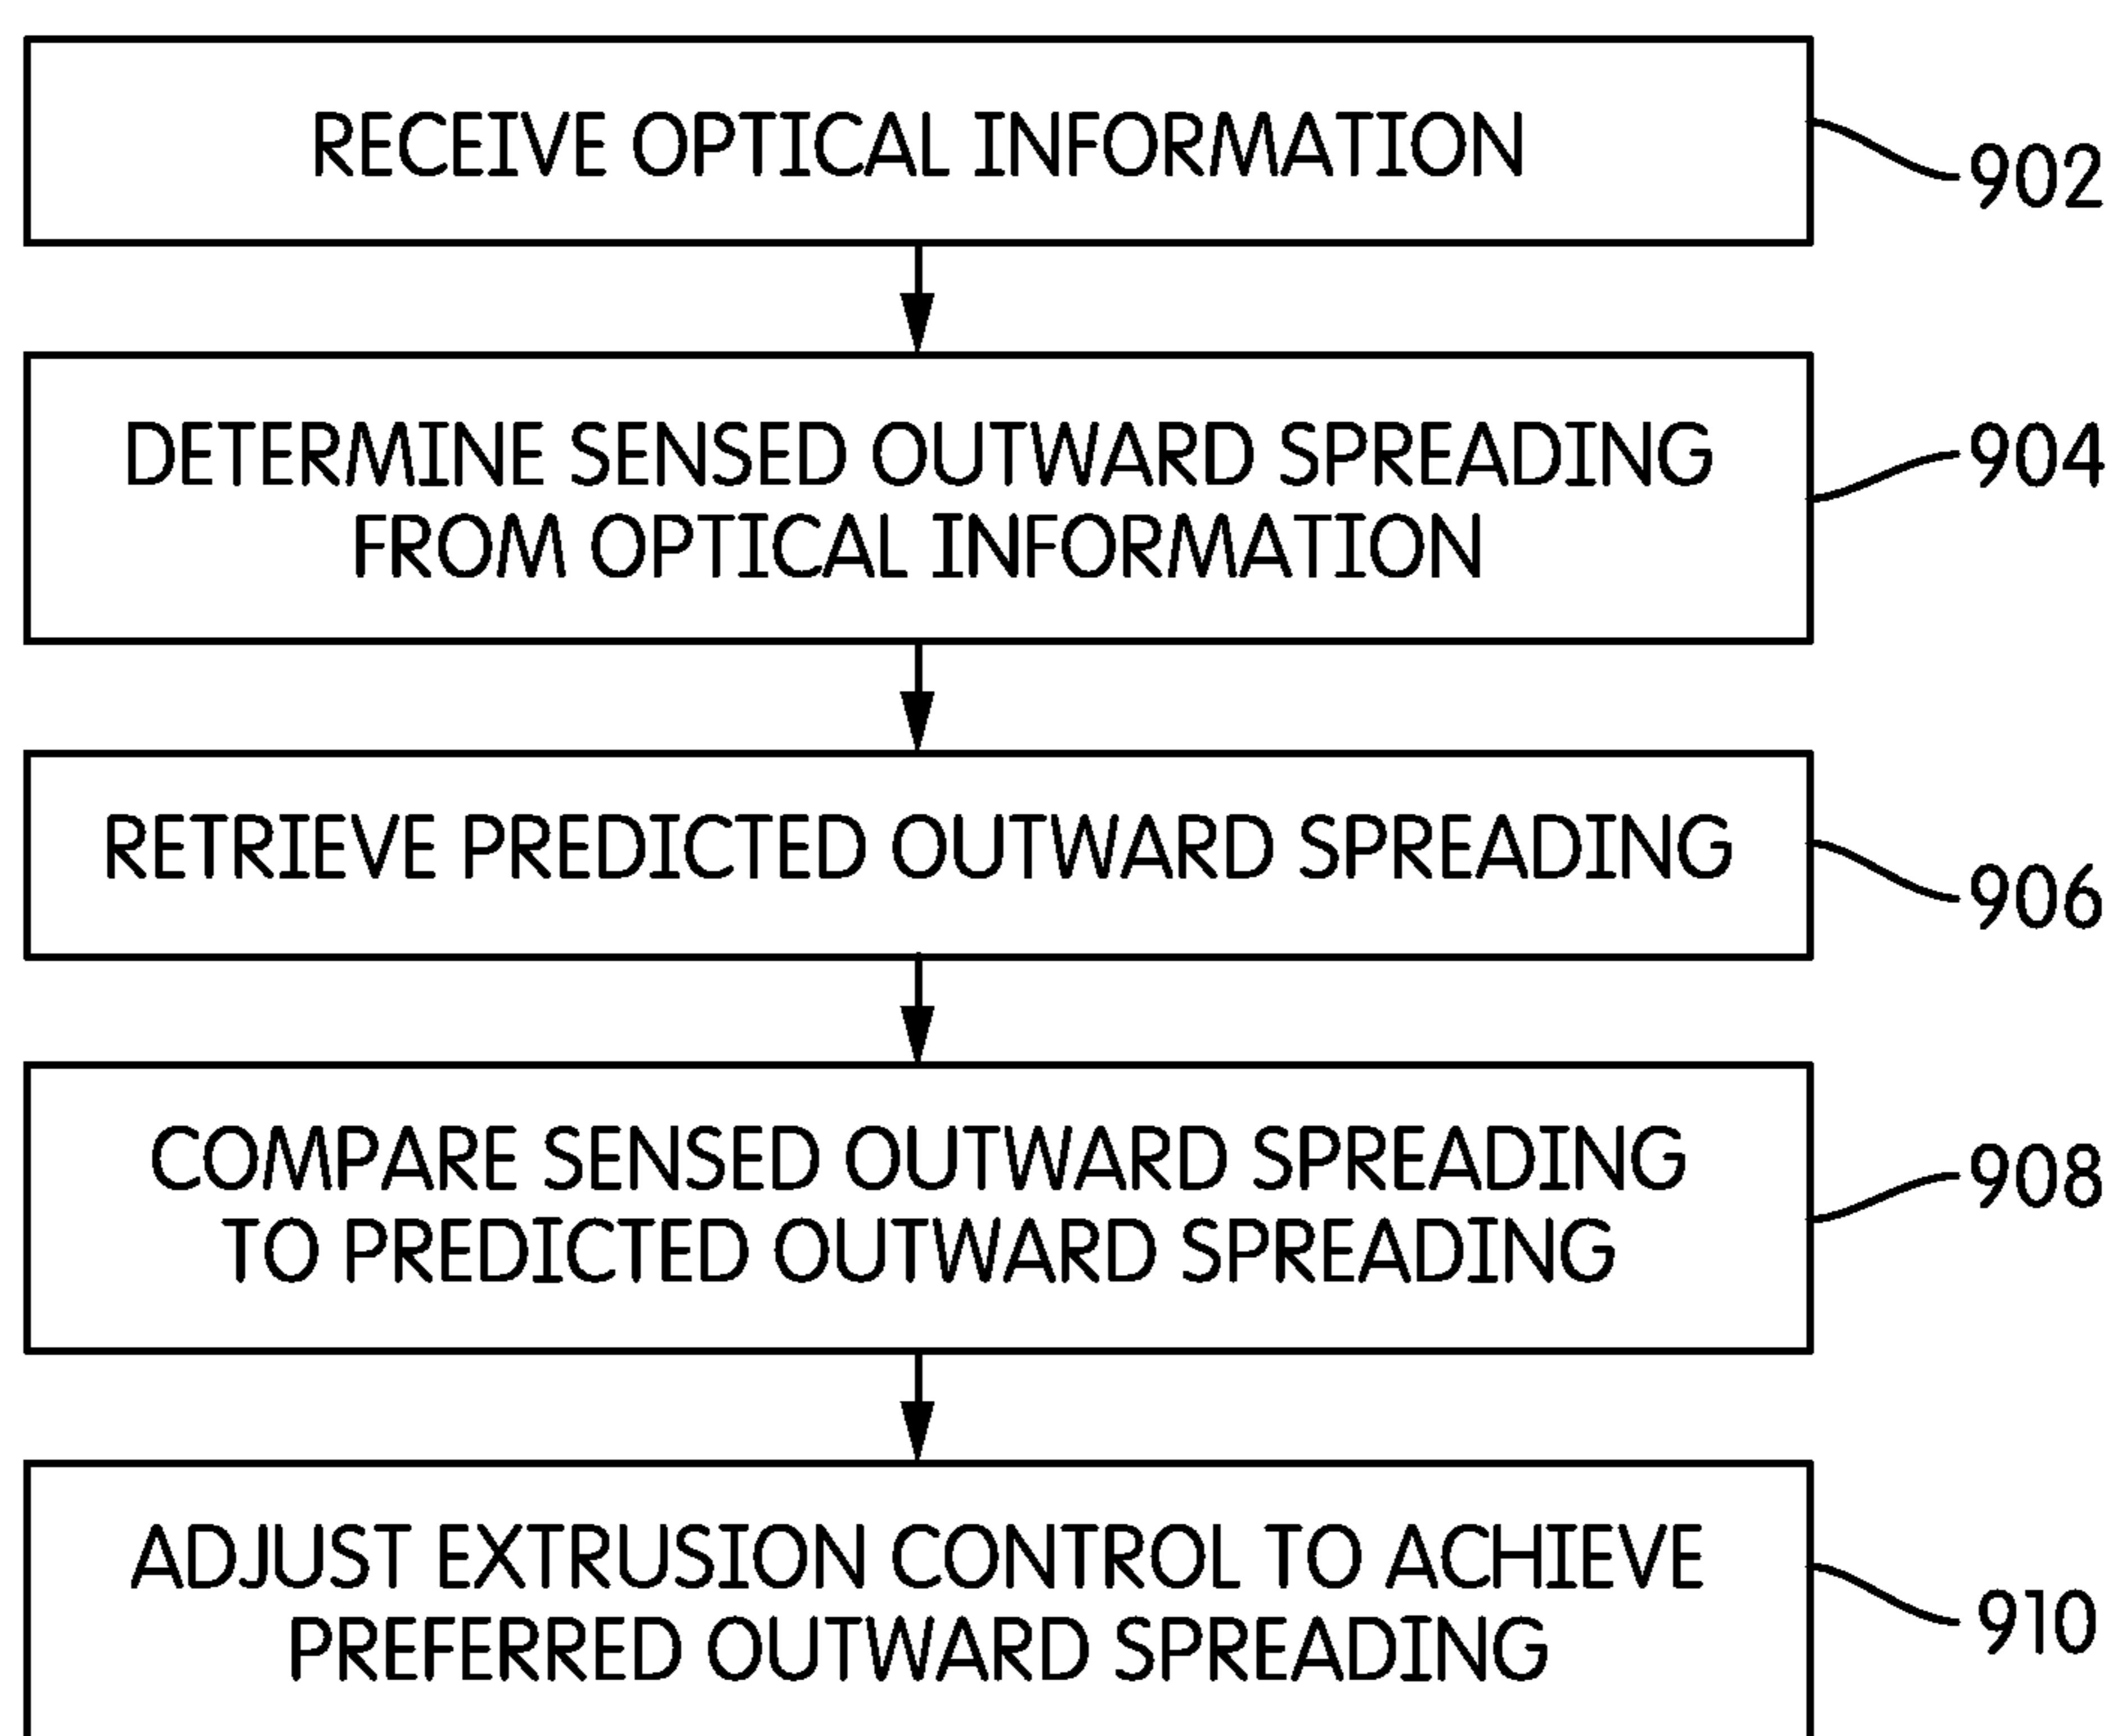 RECEIVE OPTICAL INFORMATION
902
DETERMINE SENSED OUTWARD SPREADING
FROM OPTICAL INFORMATION
904
RETRIEVE PREDICTED OUTWARD SPREADING
906
COMPARE SENSED OUTWARD SPREADING
TO PREDICTED OUTWARD SPREADING
908
ADJUST EXTRUSION CONTROL TO ACHIEVE
PREFERRED OUTWARD SPREADING
910